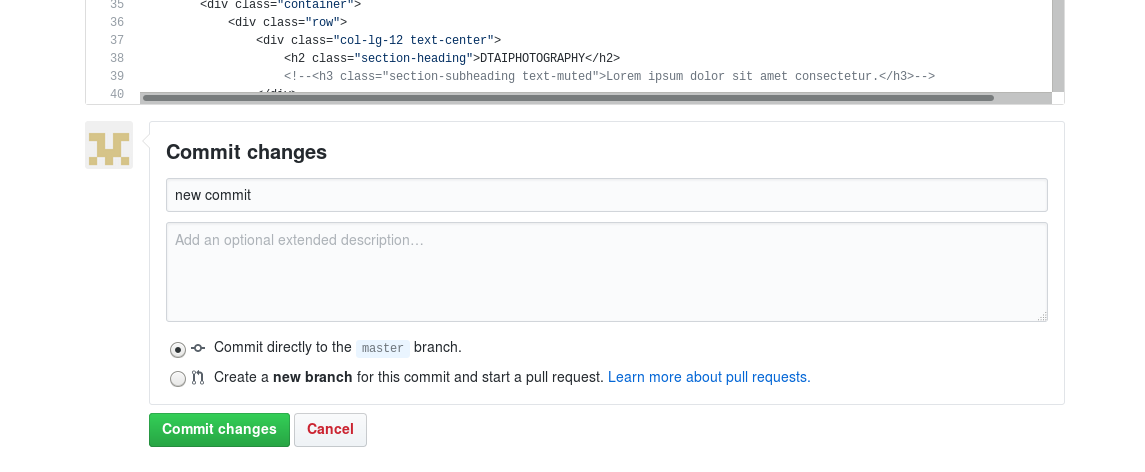 35 <div class="container">
36 <div class="row">
37 <div class="col-lg-12 text-center">
38 <h2 class="section-heading">DTAIPHOTOGRAPHY</h2>
39 <!--<h3 class="section-subheading text-muted">Lorem ipsum dolor sit amet consectetur.</h3>-->
40 </div>
Commit changes
new commit
Add an optional extended description…
Commit directly to the master branch.
Create a new branch for this commit and start a pull request. Learn more about pull requests.
Commit changes Cancel